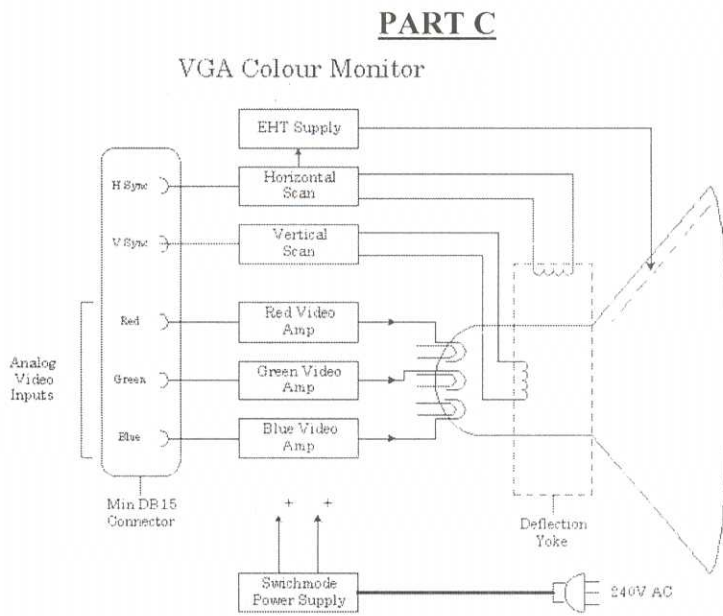 PART C
VGA Colour Monitor
EHT Supply
H Sync
Horizontal
Scan
V Sync
Vertical
Scan
Analog
Video
Inputs
Red
Red Video
Amp
Green
Green Video
Amp
Blue
Blue Video
Amp
Min DB15
Connector
+ +
Deflection
Yoke
Swichmode
Power Supply
240V AC